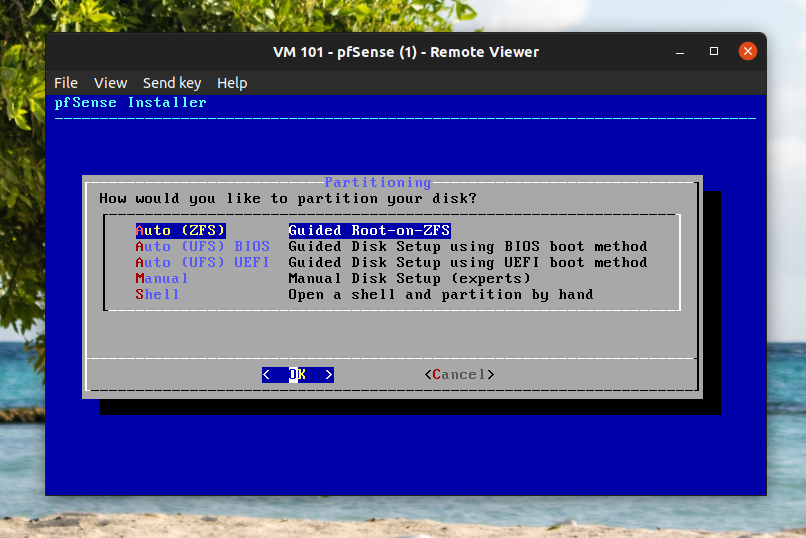 VM 101 - pfSense (1) - Remote Viewer
File View Send key Help
pfSense Installer
Partitioning
How would you like to partition your disk?
Auto (ZFS) Guided Root-on-ZFS
Auto (UFS) BIOS Guided Disk Setup using BIOS boot method
Auto (UFS) UEFI Guided Disk Setup using UEFI boot method
Manual Manual Disk Setup (experts)
Shell Open a shell and partition by hand
< OK > <Cancel>